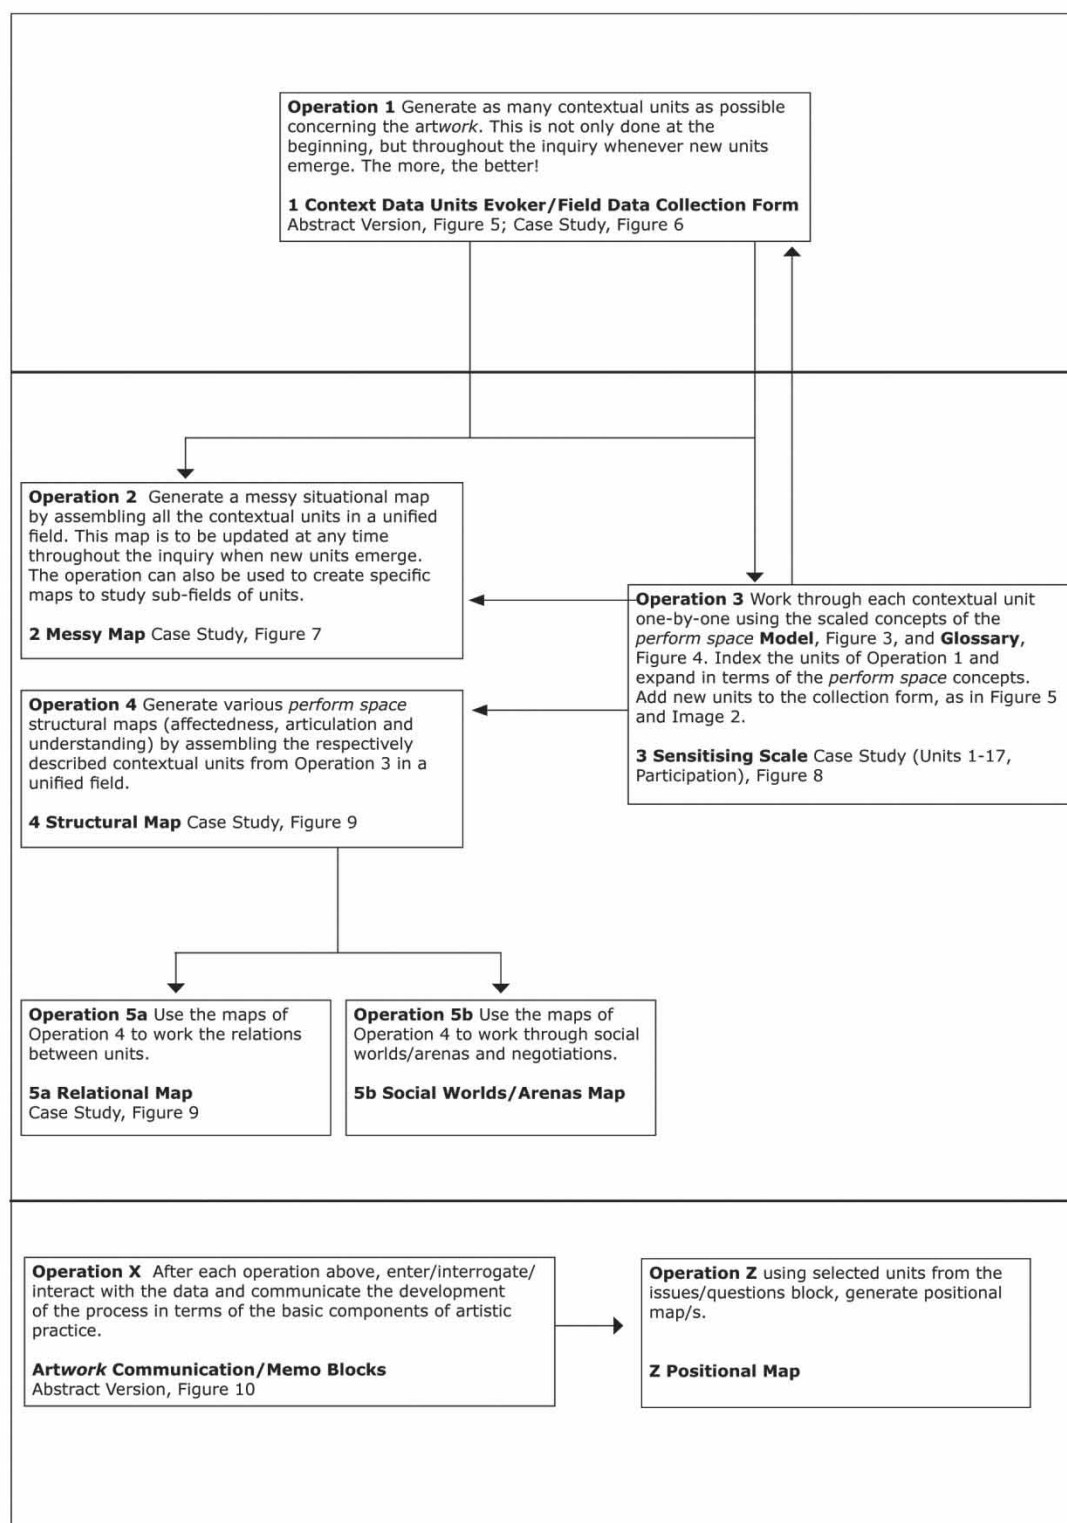 Operation 1 Generate as many contextual units as possible
concerning the artwork. This is not only done at the
beginning, but throughout the inquiry whenever new units
emerge. The more, the better!
1 Context Data Units Evoker/Field Data Collection Form
Abstract Version, Figure 5; Case Study, Figure 6
Operation 2 Generate a messy situational map
by assembling all the contextual units in a unified
field. This map is to be updated at any time
throughout the inquiry when new units emerge.
The operation can also be used to create specific
maps to study sub-fields of units.
2 Messy Map Case Study, Figure 7
Operation 3 Work through each contextual unit
one-by-one using the scaled concepts of the
perform space Model, Figure 3, and Glossary,
Figure 4. Index the units of Operation 1 and
expand in terms of the perform space concepts.
Add new units to the collection form, as in Figure 5
and Image 2.
3 Sensitising Scale Case Study (Units 1-17,
Participation), Figure 8
Operation 4 Generate various perform space
structural maps (affectedness, articulation and
understanding) by assembling the respectively
described contextual units from Operation 3 in a
unified field.
4 Structural Map Case Study, Figure 9
Operation 5a Use the maps of
Operation 4 to work the relations
between units.
5a Relational Map
Case Study, Figure 9
Operation 5b Use the maps of
Operation 4 to work through social
worlds/arenas and negotiations.
5b Social Worlds/Arenas Map
Operation X After each operation above, enter/interrogate/
interact with the data and communicate the development
of the process in terms of the basic components of artistic
practice.
Artwork Communication/Memo Blocks
Abstract Version, Figure 10
Operation Z using selected units from the
issues/questions block, generate positional
map/s.
Z Positional Map